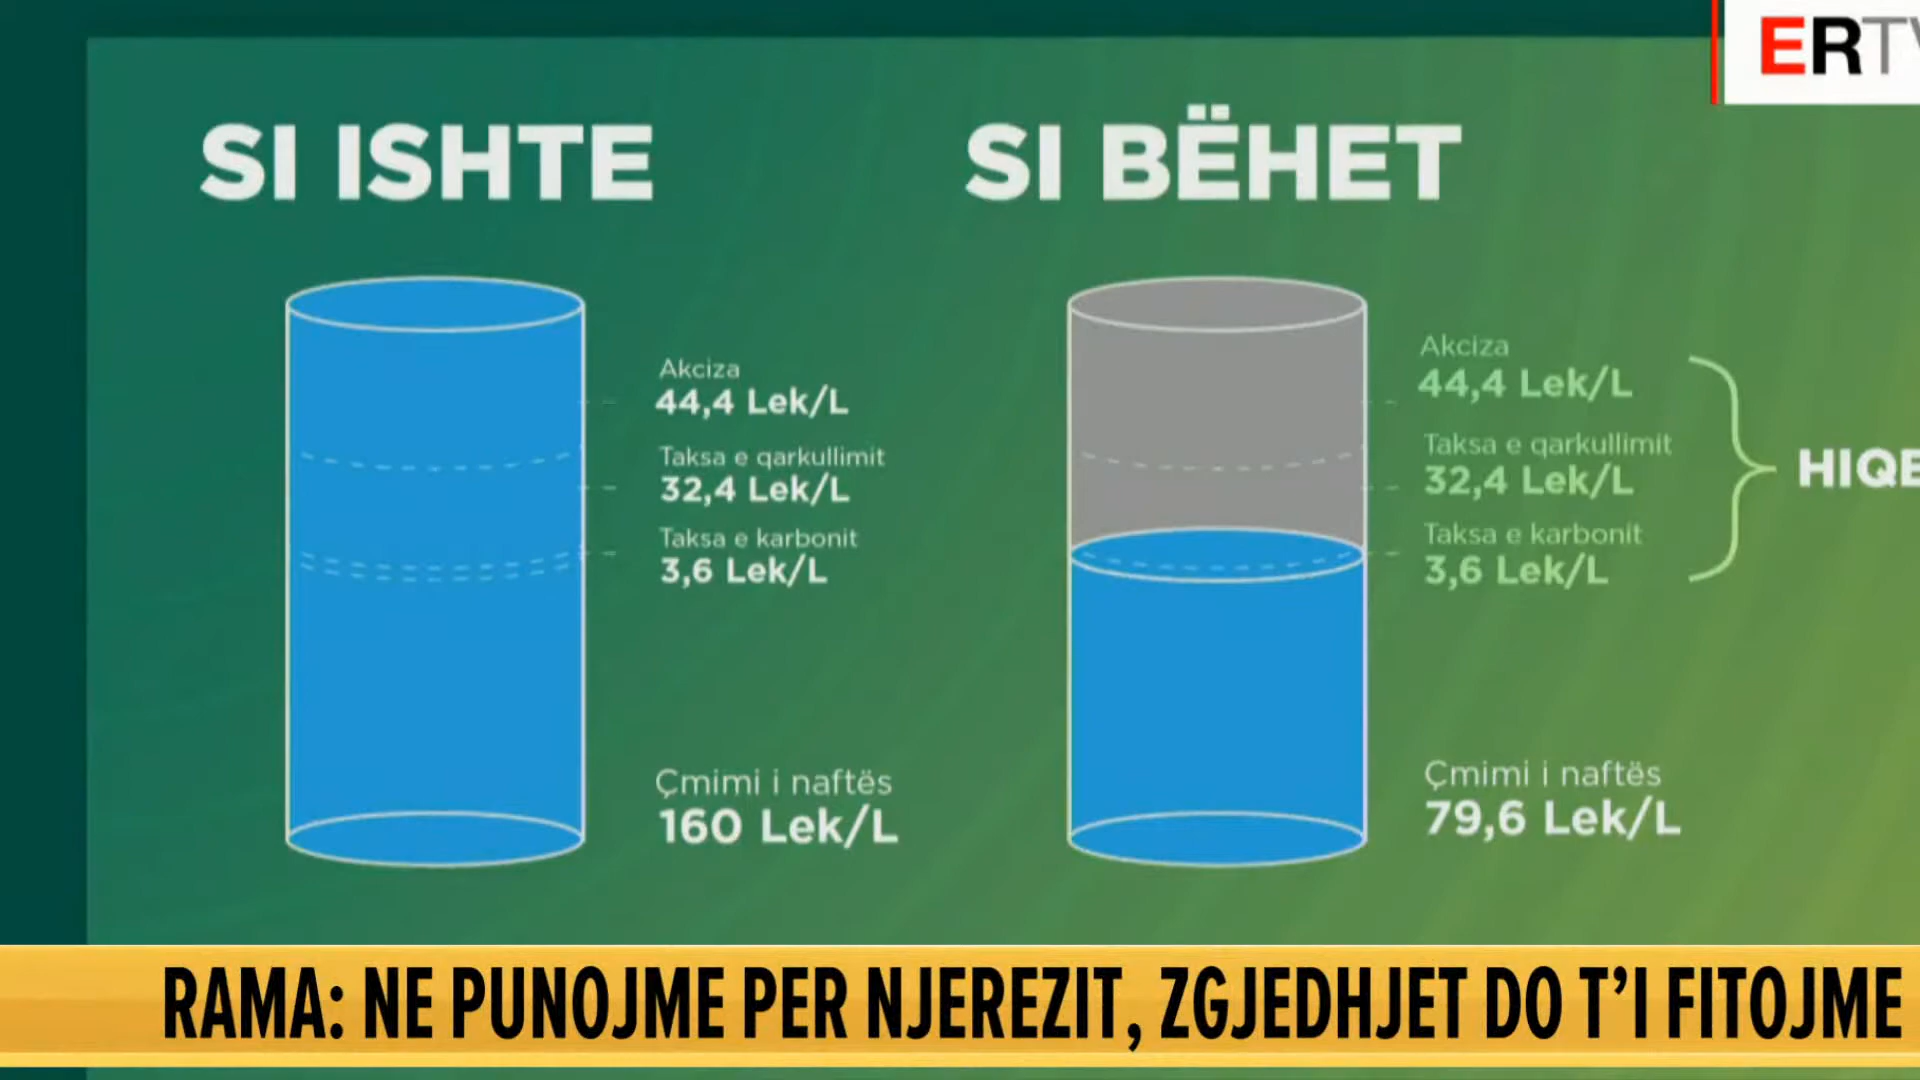 SI ISHTE
Akciza
44,4 Lek/L
Taksa e qarkullimit
32,4 Lek/L
Taksa e karbonit
3,6 Lek/L
Çmimi i naftës
160 Lek/L
SI BËHET
Akciza
44,4 Lek/L
Taksa e qarkullimit
32,4 Lek/L
Taksa e karbonit
3,6 Lek/L
Çmimi i naftës
79,6 Lek/L
RAMA: NE PUNOJME PER NJEREZIT, ZGJEDHJET DO T’I FITOJME